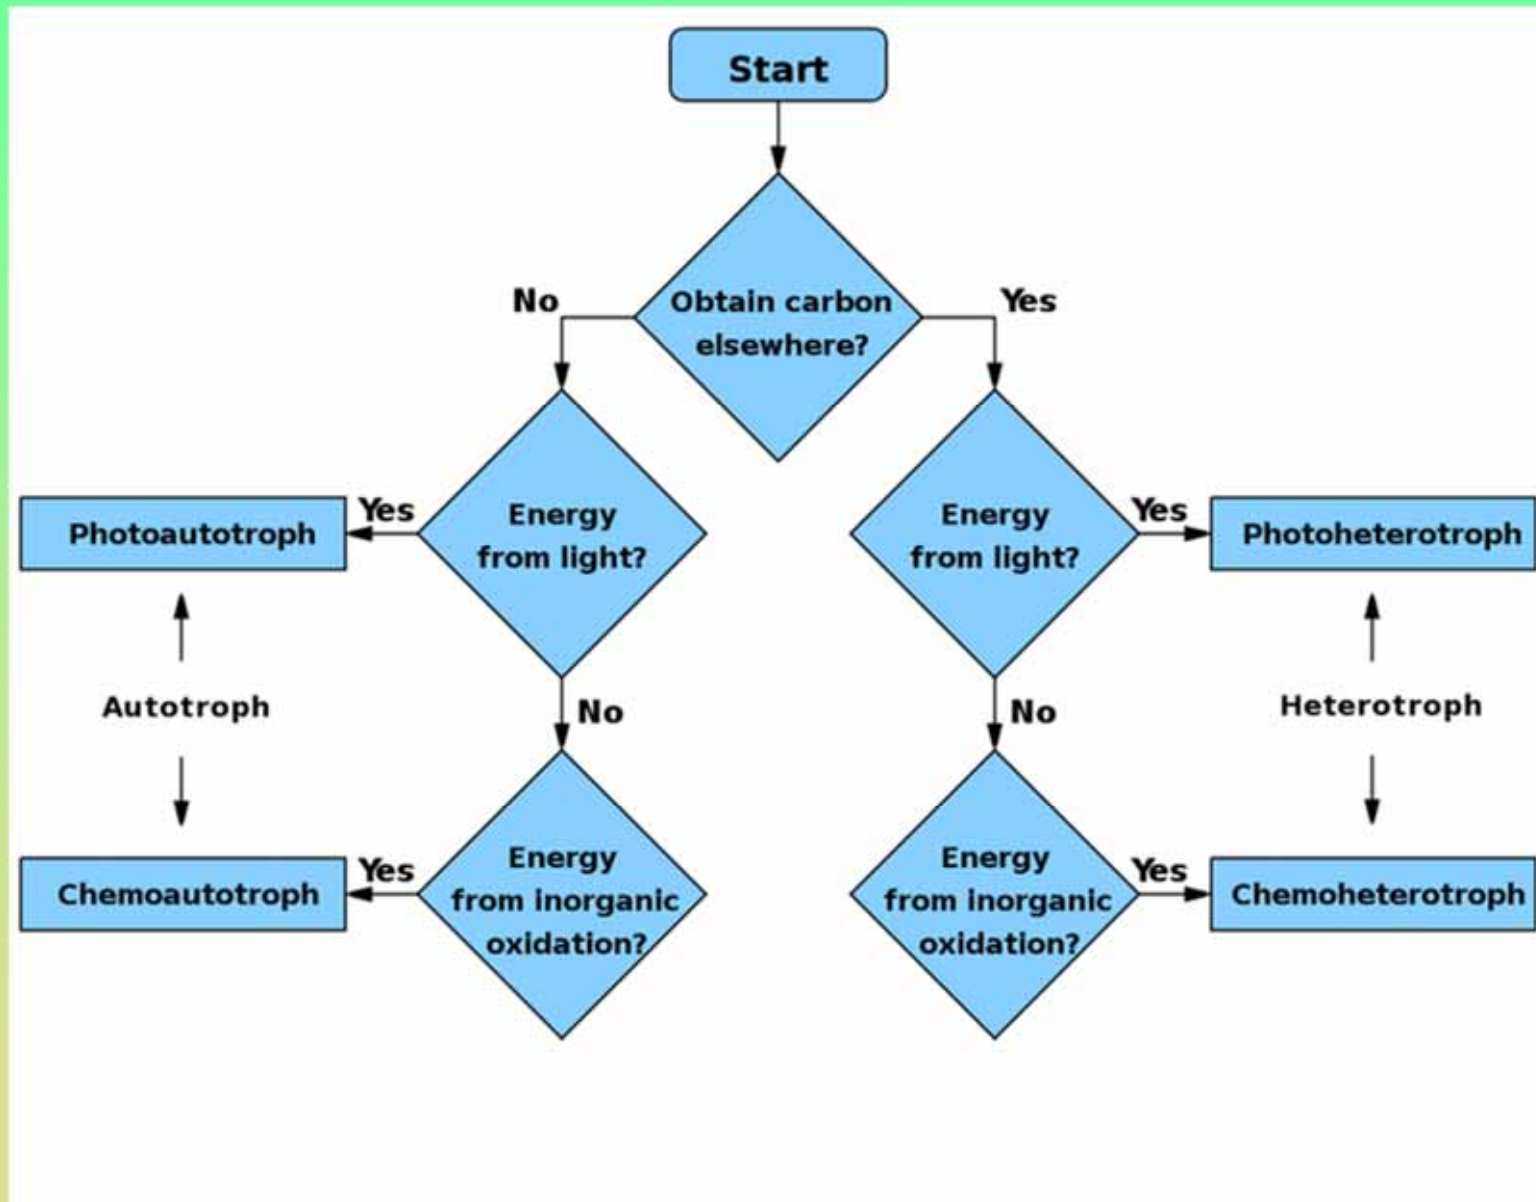 Start
No
Obtain carbon
elsewhere?
Yes
Photoautotroph
Yes
Energy
from light?
Energy
from light?
Yes
Photoheterotroph
Autotroph
No
No
Heterotroph
Chemoautotroph
Yes
Energy
from inorganic
oxidation?
Energy
from inorganic
oxidation?
Yes
Chemoheterotroph